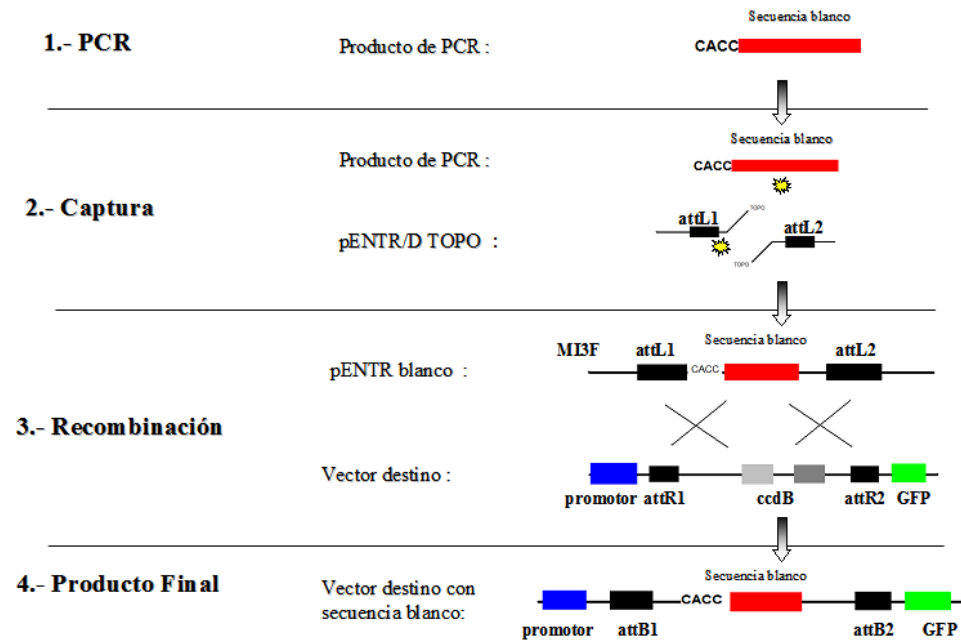 Secuencia blanco
1.- PCR
Producto de PCR :
CACC
Secuencia blanco
Producto de PCR :
CACC
2.- Captura
TOPO
attL1
attL2
pENTR/D TOPO :
TOPO
Secuencia blanco
MI3F
attL1
attL2
pENTR blanco :
CACC
3.- Recombinación
Vector destino :
promotor attR1 ccdB attR2 GFP
4.- Producto Final
Secuencia blanco
Vector destino con
secuencia blanco:
CACC
promotor attB1 attB2 GFP